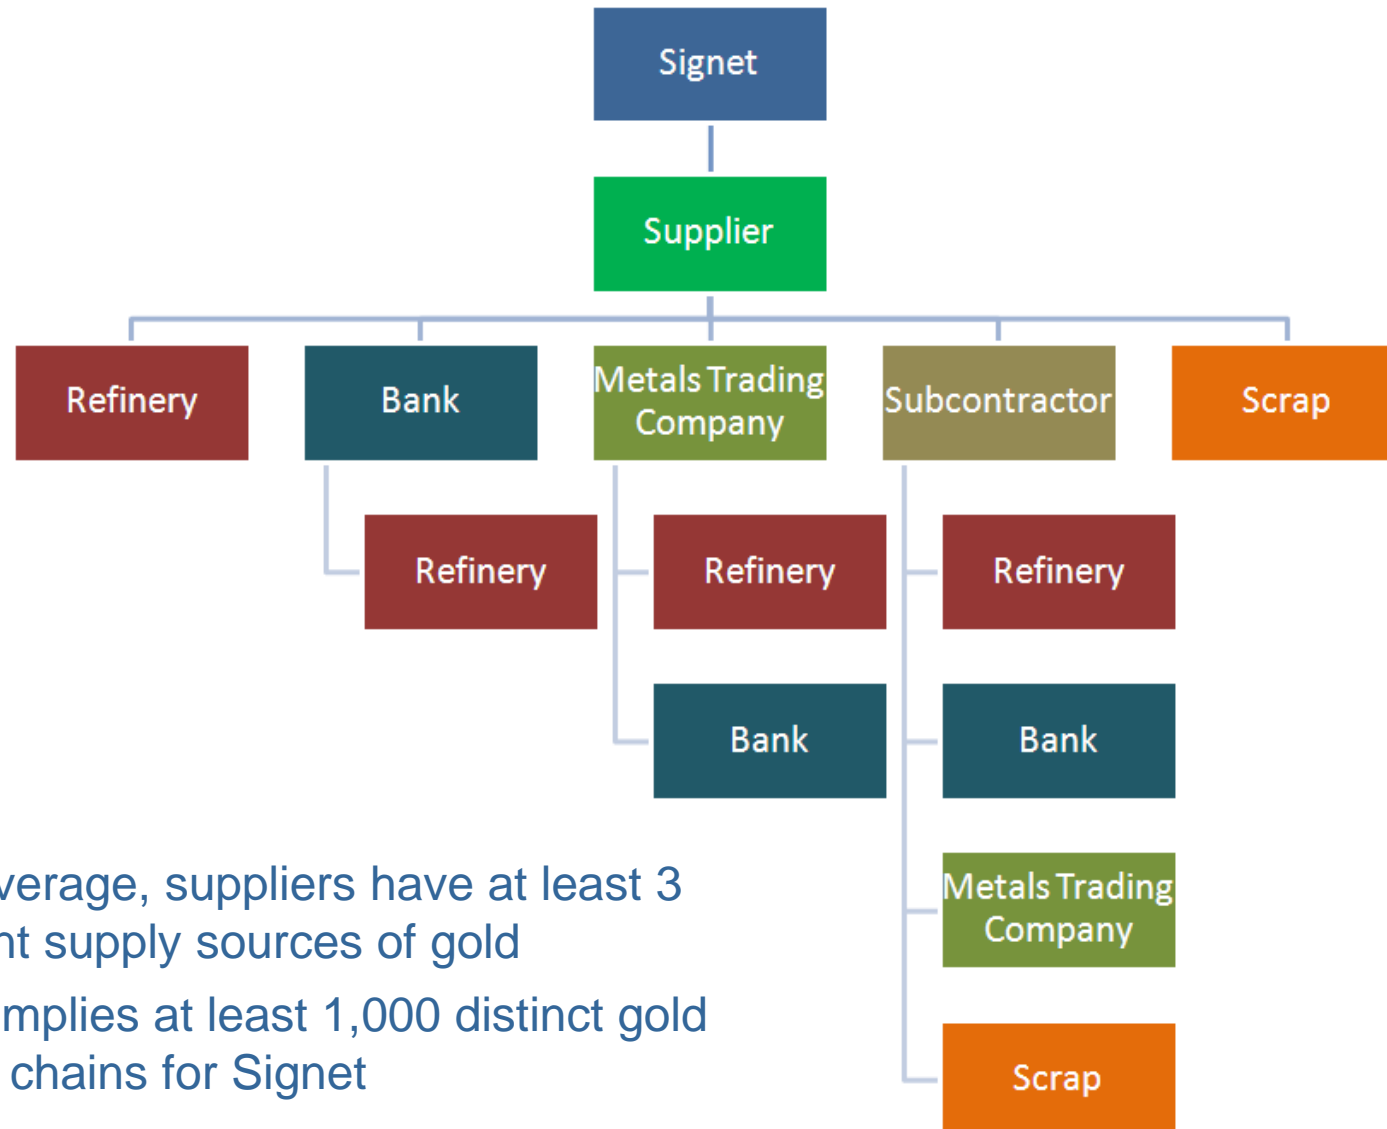 Signet
Supplier
Refinery
Bank
Metals Trading
Company
Subcontractor
Scrap
Refinery
Refinery
Refinery
Bank
Bank
Metals Trading
Company
Scrap
verage, suppliers have at least 3
nt supply sources of gold
mplies at least 1,000 distinct gold
chains for Signet